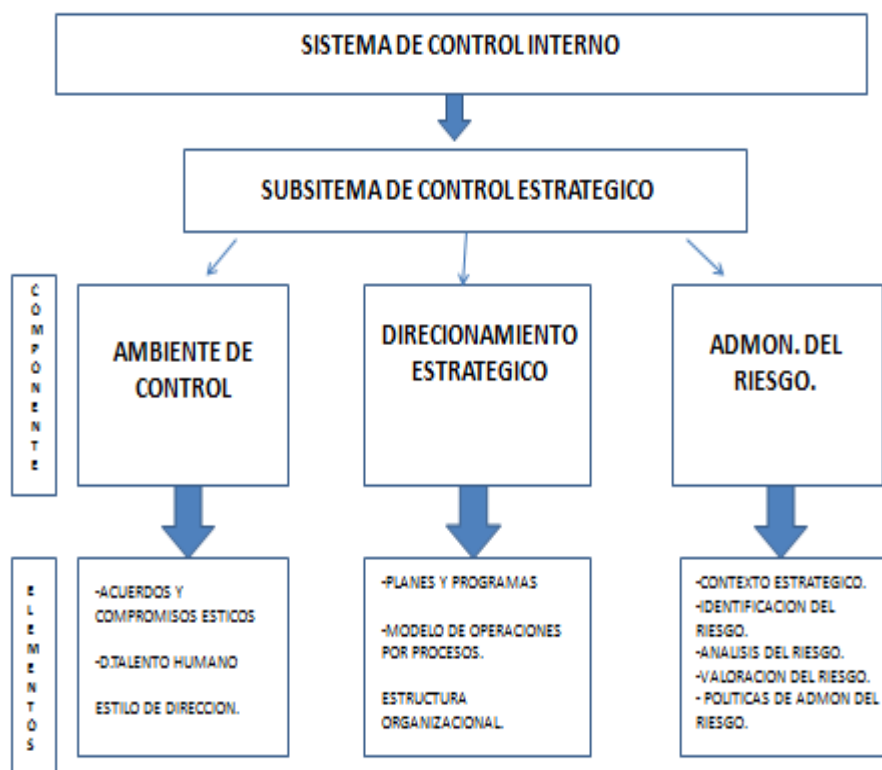 SISTEMA DE CONTROL INTERNO
SUBSITEMA DE CONTROL ESTRATEGICO
COMPONENTE
AMBIENTE DE
CONTROL
DIRECIONAMIENTO
ESTRATEGICO
ADMON. DEL
RIESGO.
ELEMENTOS
-ACUERDOS Y
COMPROMISOS ESTICOS
-D.TALENTO HUMANO
ESTILO DE DIRECCION.
-PLANES Y PROGRAMAS
-MODELO DE OPERACIONES
POR PROCESOS.
ESTRUCTURA
ORGANIZACIONAL.
-CONTEXTO ESTRATEGICO.
-IDENTIFICACION DEL
RIESGO.
-ANALISIS DEL RIESGO.
-VALORACION DEL RIESGO.
- POLITICAS DE ADMON DEL
RIESGO.